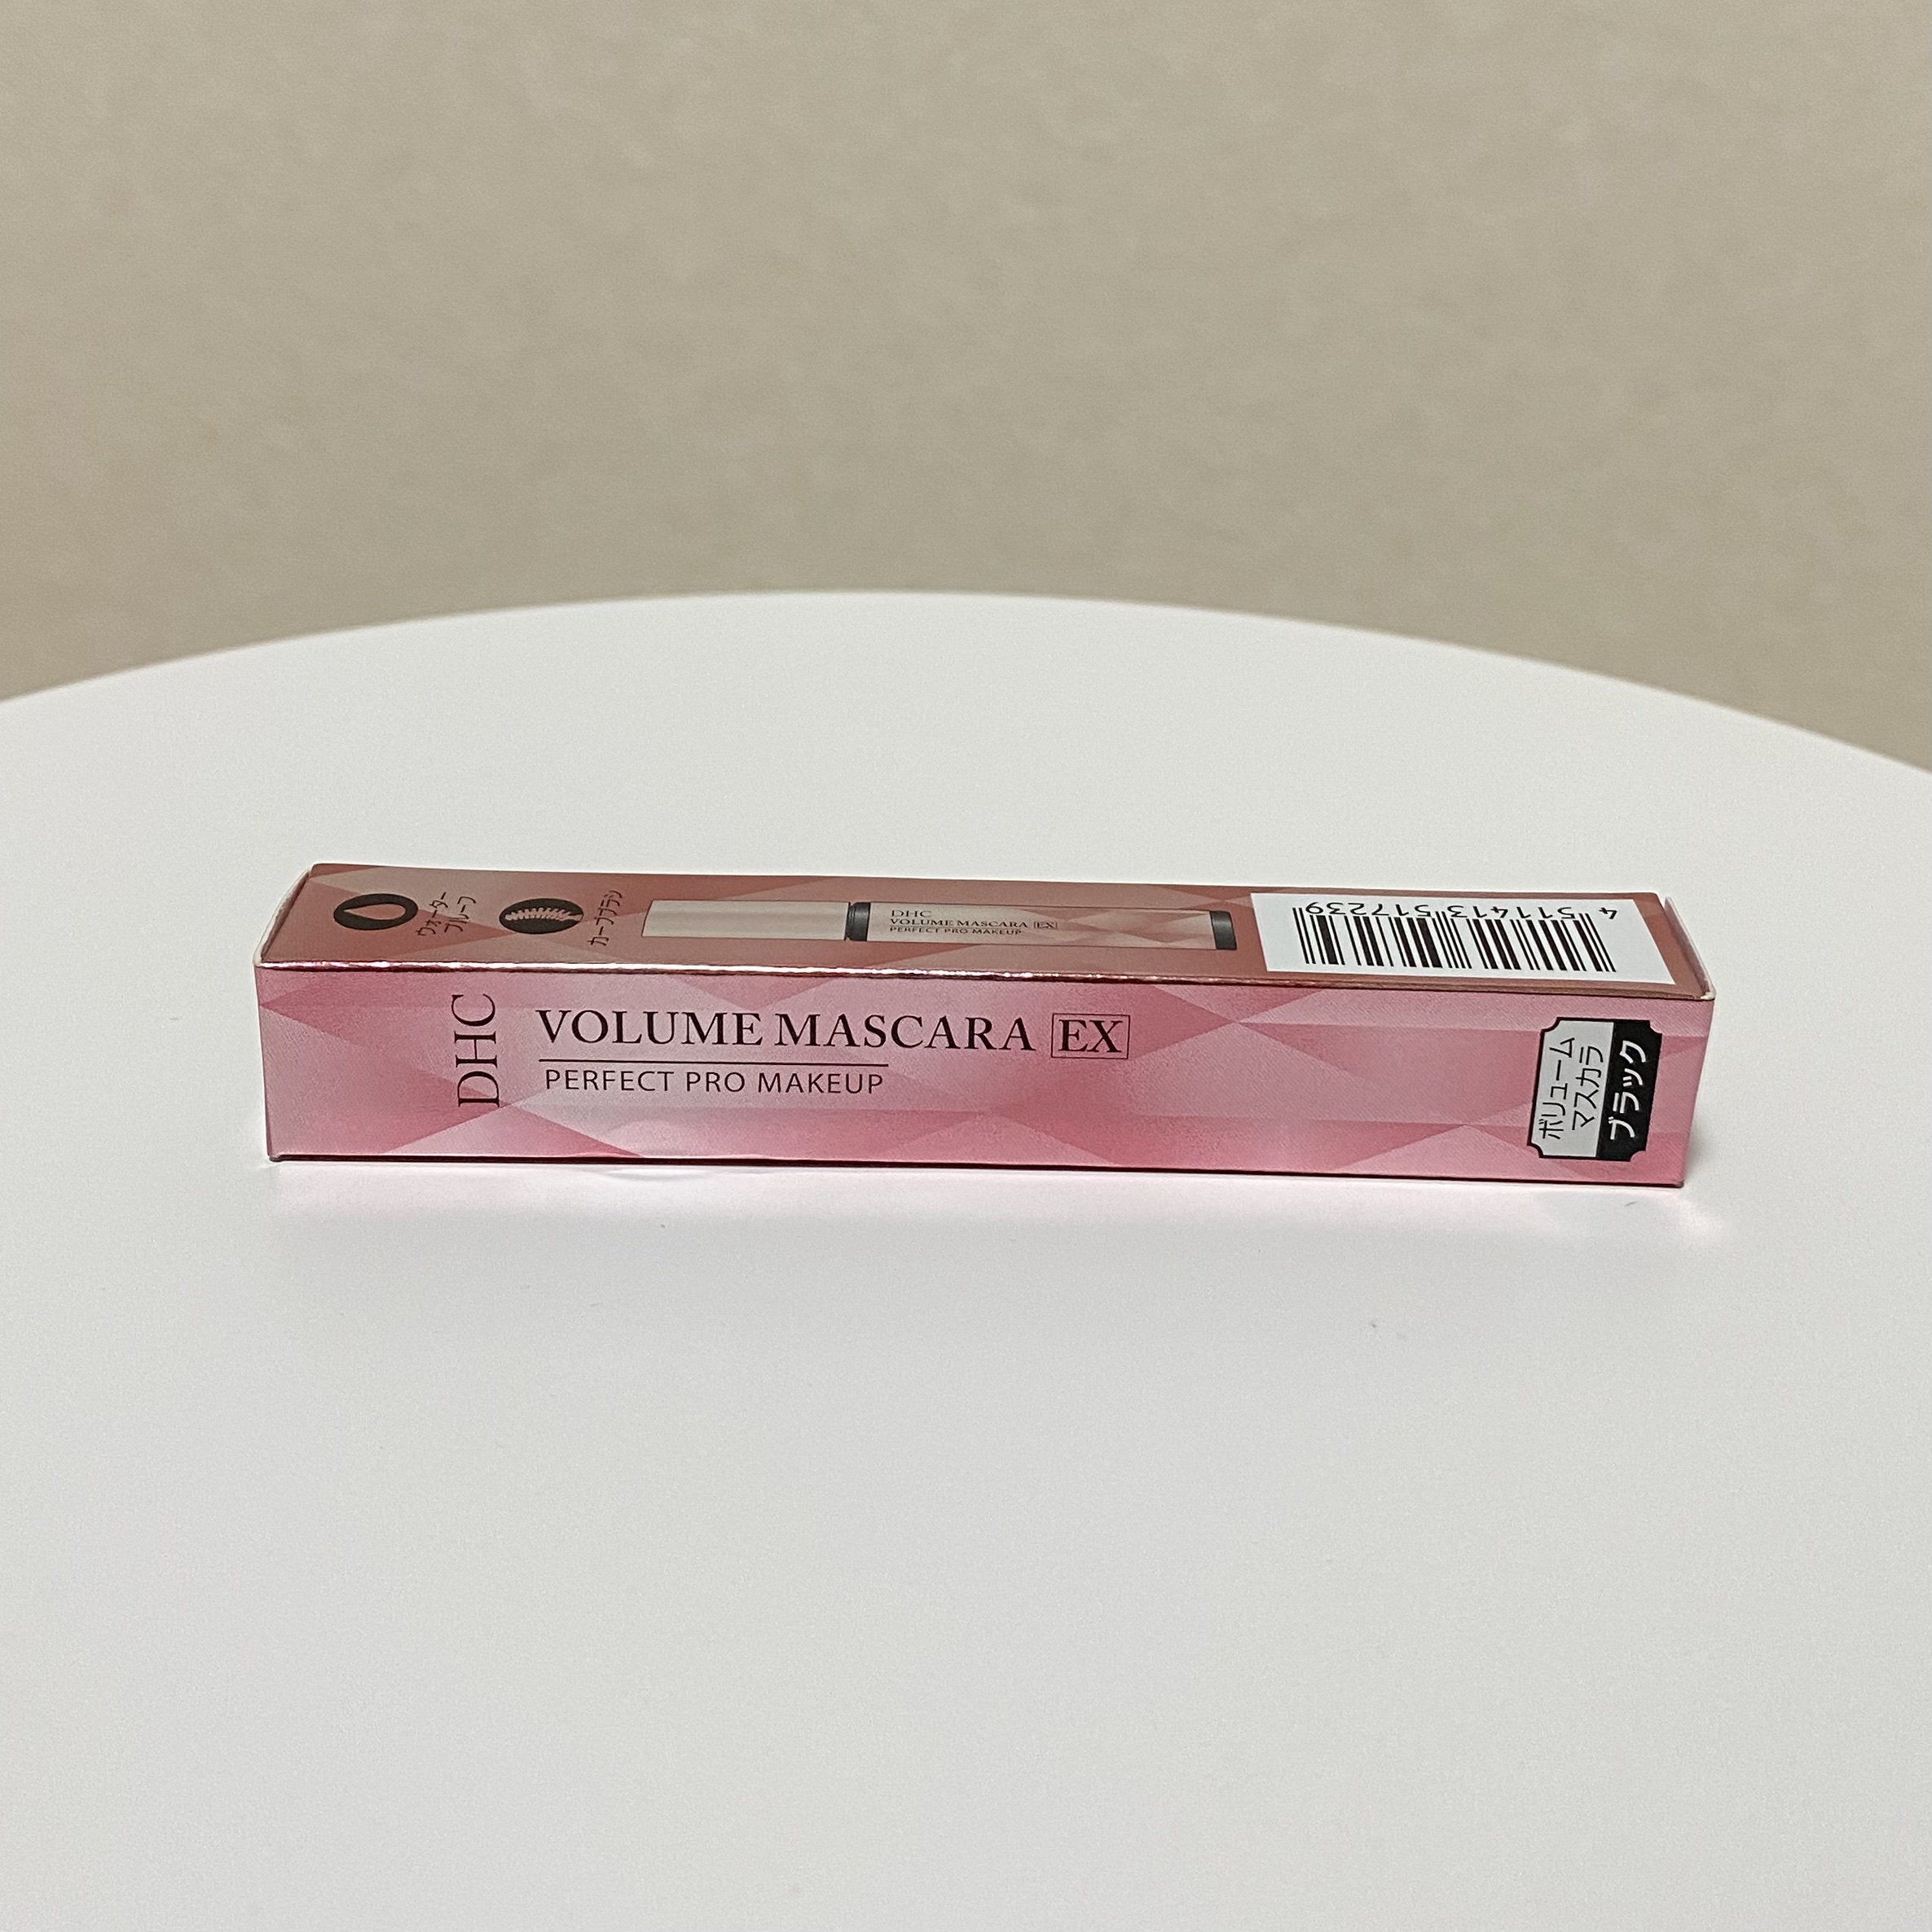 ウォーター
プルーフ
カーブブラシ
DHC
VOLUME MASCARA EX
PERFECT PRO MAKEUP
4 511413 517239
DHC
VOLUME MASCARA EX
PERFECT PRO MAKEUP
ボリューム
マスカラ
ブラック